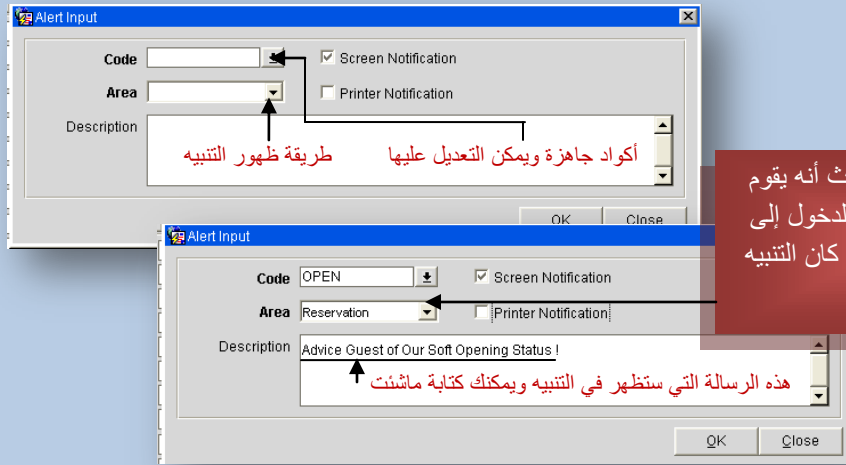 Alert Input
Code
Screen Notification
Area
Printer Notification
Description
أكواد جاهزة ويمكن التعديل عليها
طريقة ظهور التنبيه
OK
Close
Alert Input
Code OPEN
Screen Notification
Area Reservation
Printer Notification
Description Advice Guest of Our Soft Opening Status !
هذه الرسالة التي ستظهر في التنبيه ويمكنك كتابة ماشئت
OK
Close
أنه يقوم
إلى
كان التنبيه